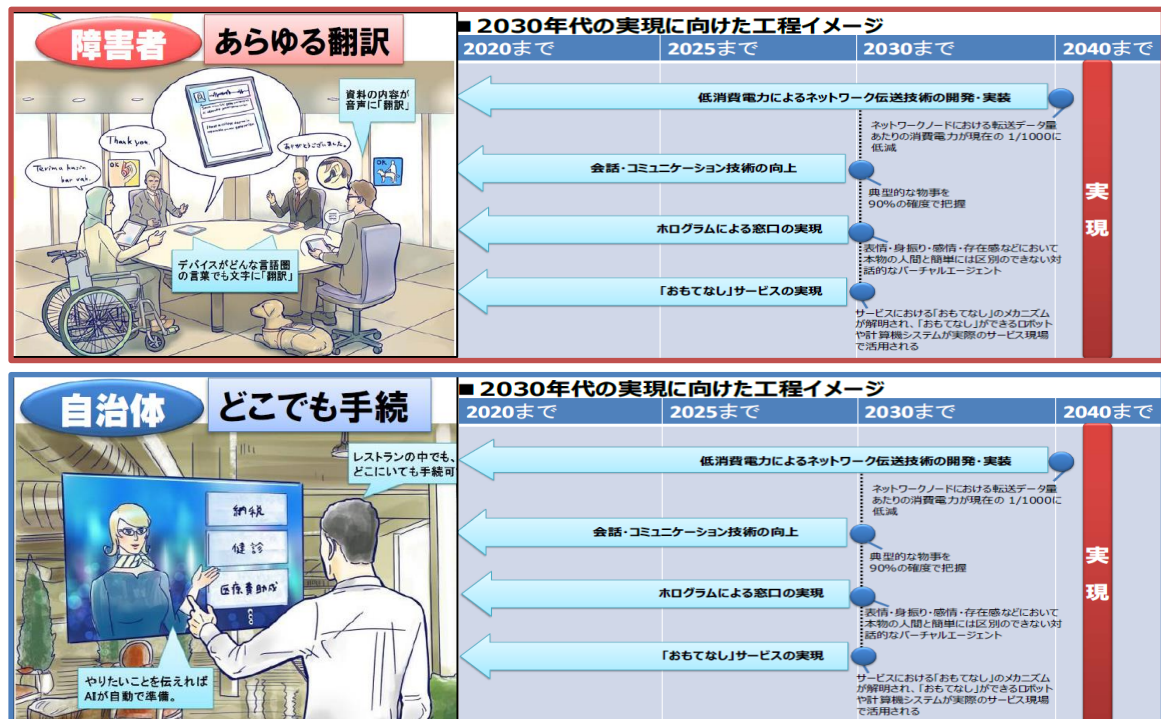 障害者
あらゆる翻訳
資料の内容が
音声に「翻訳」
Thank you.
ありがとうございました。
OK
OK
Terima kasih
デバイスがどんな言語圏
の言葉でも文字に「翻訳」
■ 2030年代の実現に向けた工程イメージ
2020まで 2025まで 2030まで 2040まで
低消費電力によるネットワーク伝送技術の開発・実装
ネットワークノードにおける転送データ量
あたりの消費電力が現在の 1/1000に
低減
会話・コミュニケーション技術の向上
典型的な物事を
90%の確度で把握
ホログラムによる窓口の実現
表情・身振り・感情・存在感などにおいて
本物の人間と簡単には区別のできない対
話的なバーチャルエージェント
「おもてなし」サービスの実現
サービスにおける「おもてなし」のメカニズム
が解明され、「おもてなし」ができるロボット
や計算機システムが実際のサービス現場
で活用される
実現
自治体
どこでも手続
レストランの中でも、
どこにいても手続可
納税
健診
医療費助成
やりたいことを伝えれば
AIが自動で準備。
■ 2030年代の実現に向けた工程イメージ
2020まで 2025まで 2030まで 2040まで
低消費電力によるネットワーク伝送技術の開発・実装
ネットワークノードにおける転送データ量
あたりの消費電力が現在の 1/1000に
低減
会話・コミュニケーション技術の向上
典型的な物事を
90%の確度で把握
ホログラムによる窓口の実現
表情・身振り・感情・存在感などにおいて
本物の人間と簡単には区別のできない対
話的なバーチャルエージェント
「おもてなし」サービスの実現
サービスにおける「おもてなし」のメカニズム
が解明され、「おもてなし」ができるロボット
や計算機システムが実際のサービス現場
で活用される
実現